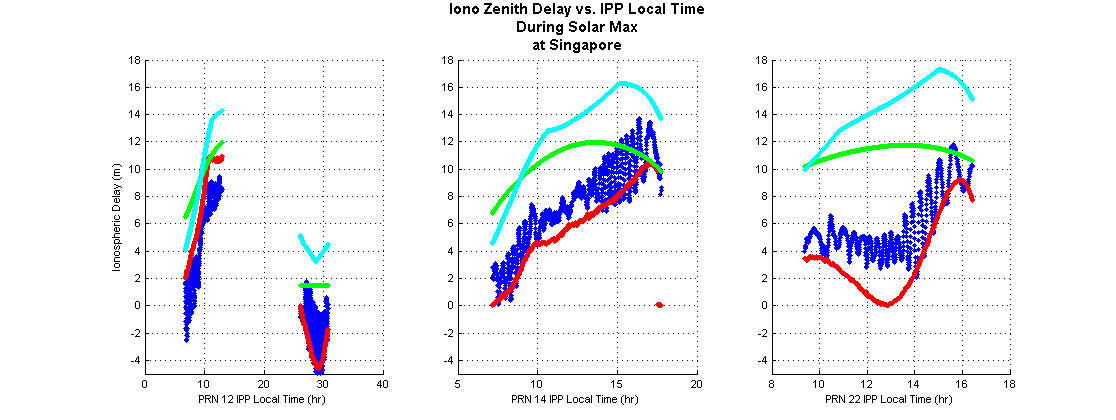 Iono Zenith Delay vs. IPP Local Time
During Solar Max
at Singapore
18 16 14 12 10 8 6 4 2 0 -2 -4
Ionospheric Delay (m)
0 10 20 30 40
PRN 12 IPP Local Time (hr)
18 16 14 12 10 8 6 4 2 0 -2 -4
5 10 15 20
PRN 14 IPP Local Time (hr)
18 16 14 12 10 8 6 4 2 0 -2 -4
8 10 12 14 16 18
PRN 22 IPP Local Time (hr)